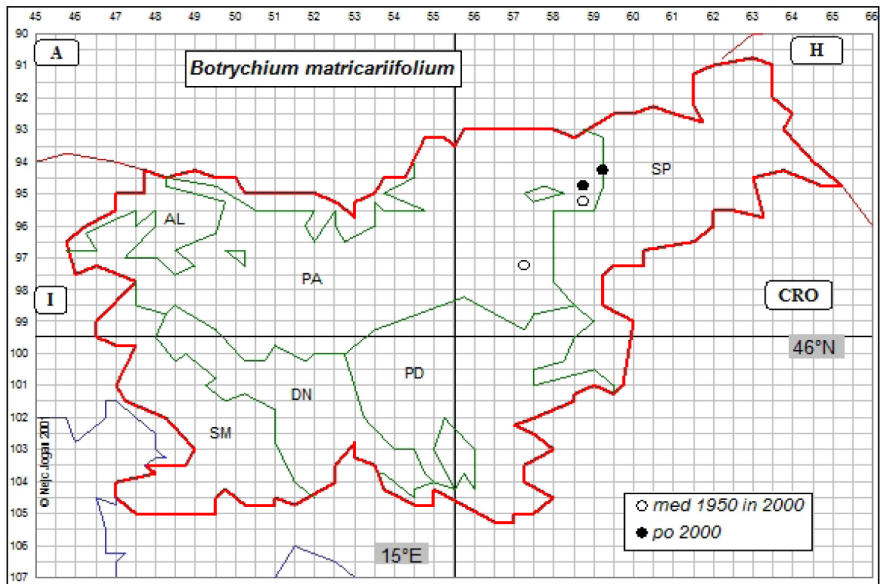 45 46 47 48 49 50 51 52 53 54 55 56 57 58 59 60 61 62 63 64 65 66
90
A
H
Botrychium matricariifolium
91
92
93
94
SP
95
AL
96
97
PA
98
I
CRO
99
46°N
100
PD
101
DN
102
SM
103
© Nejc Jogan 2001
104
med 1950 in 2000
105
po 2000
106
15°E
107